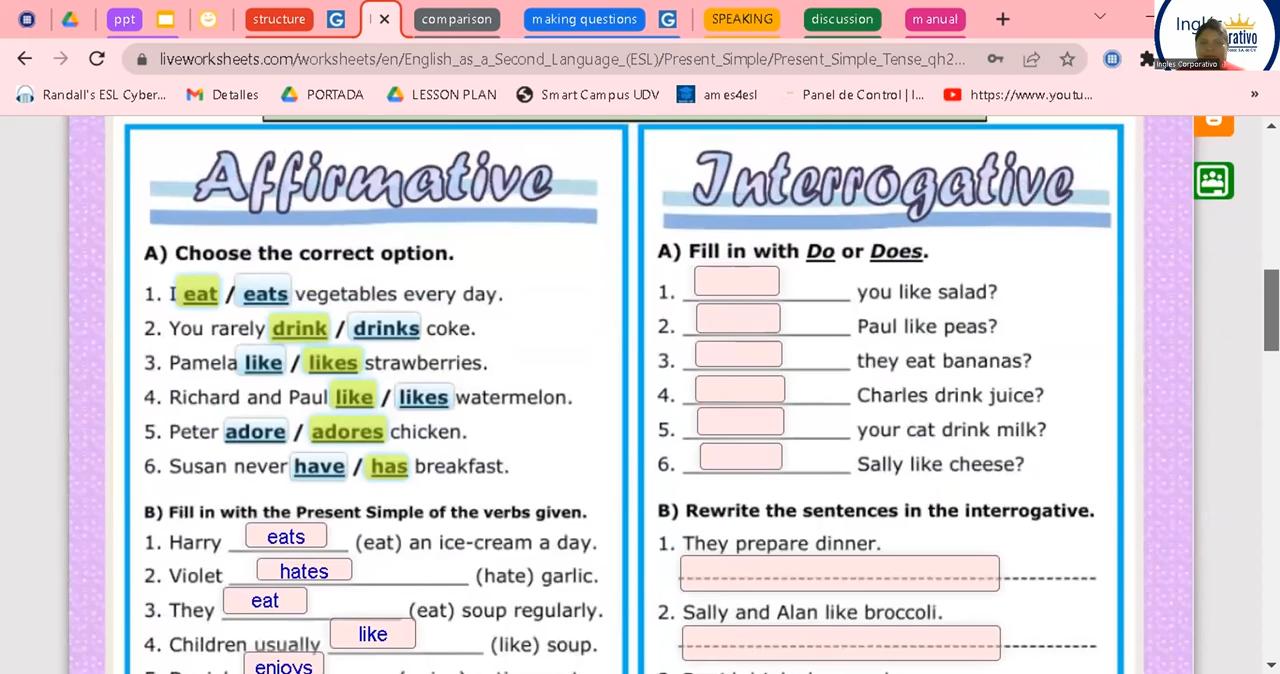 ppt
structure
comparison
making questions
SPEAKING
discussion
manual
liveworksheets.com/worksheets/en/English_as_a_Second_Language_(ESL)/Present_Simple/Present_Simple_Tense_qh2...
Ingles Corporativo
Randall's ESL Cyber...
Detalles
PORTADA
LESSON PLAN
Smart Campus UDV
ames4esl
Panel de Control | I...
https://www.youtu...
»
Affirmative
A) Choose the correct option.
1. I eat / eats vegetables every day.
2. You rarely drink / drinks coke.
3. Pamela like / likes strawberries.
4. Richard and Paul like / likes watermelon.
5. Peter adore / adores chicken.
6. Susan never have / has breakfast.
B) Fill in with the Present Simple of the verbs given.
1. Harry eats (eat) an ice-cream a day.
2. Violet hates (hate) garlic.
3. They eat (eat) soup regularly.
4. Children usually like (like) soup.
enjoys
Interrogative
A) Fill in with Do or Does.
1. you like salad?
2. Paul like peas?
3. they eat bananas?
4. Charles drink juice?
5. your cat drink milk?
6. Sally like cheese?
B) Rewrite the sentences in the interrogative.
1. They prepare dinner.
2. Sally and Alan like broccoli.